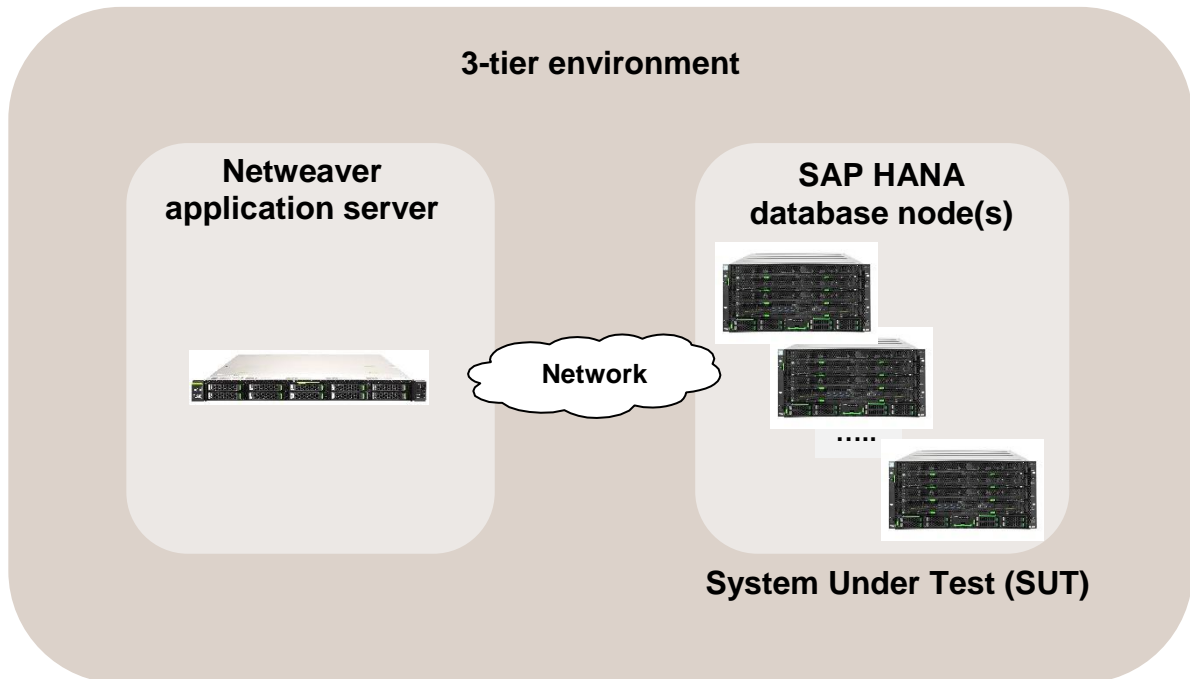 3-tier environment
Netweaver
application server
SAP HANA
database node(s)
Network
.....
System Under Test (SUT)